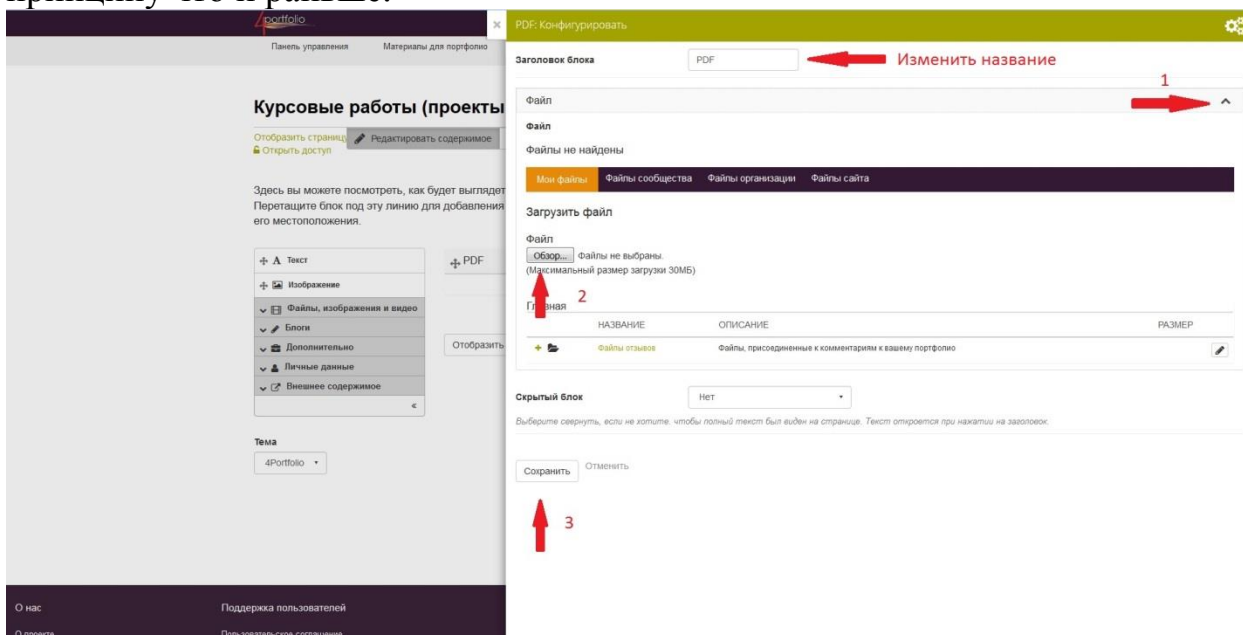 принципу что и раньше.
4portfolio
Панель управления Материалы для портфолио
Курсовые работы (проекты
Отобразить страницу Редактировать содержимое
Открыть доступ
Здесь вы можете посмотреть, как будет выглядет
Перетащите блок под эту линию для добавления
его местоположения.
A Текст
Изображение
Файлы, изображения и видео
Блоги
Дополнительно
Личные данные
Внешнее содержимое
«
PDF
Отобразить
Тема
4Portfolio
О нас
Поддержка пользователей
О проекте
Пользовательское соглашение
×
PDF: Конфигурировать
Заголовок блока PDF Изменить название
1
Файл
Файл
Файлы не найдены
Мои файлы Файлы сообщества Файлы организации Файлы сайта
Загрузить файл
Файл
Обзор... Файлы не выбраны.
(Максимальный размер загрузки 30МБ)
2
НАЗВАНИЕ ОПИСАНИЕ РАЗМЕР
+ Файлы отзывов Файлы, присоединенные к комментариям к вашему портфолио
Скрытый блок Нет
Выберите свернуть, если не хотите, чтобы полный текст был виден на странице. Текст откроется при нажатии на заголовок.
Сохранить Отменить
3